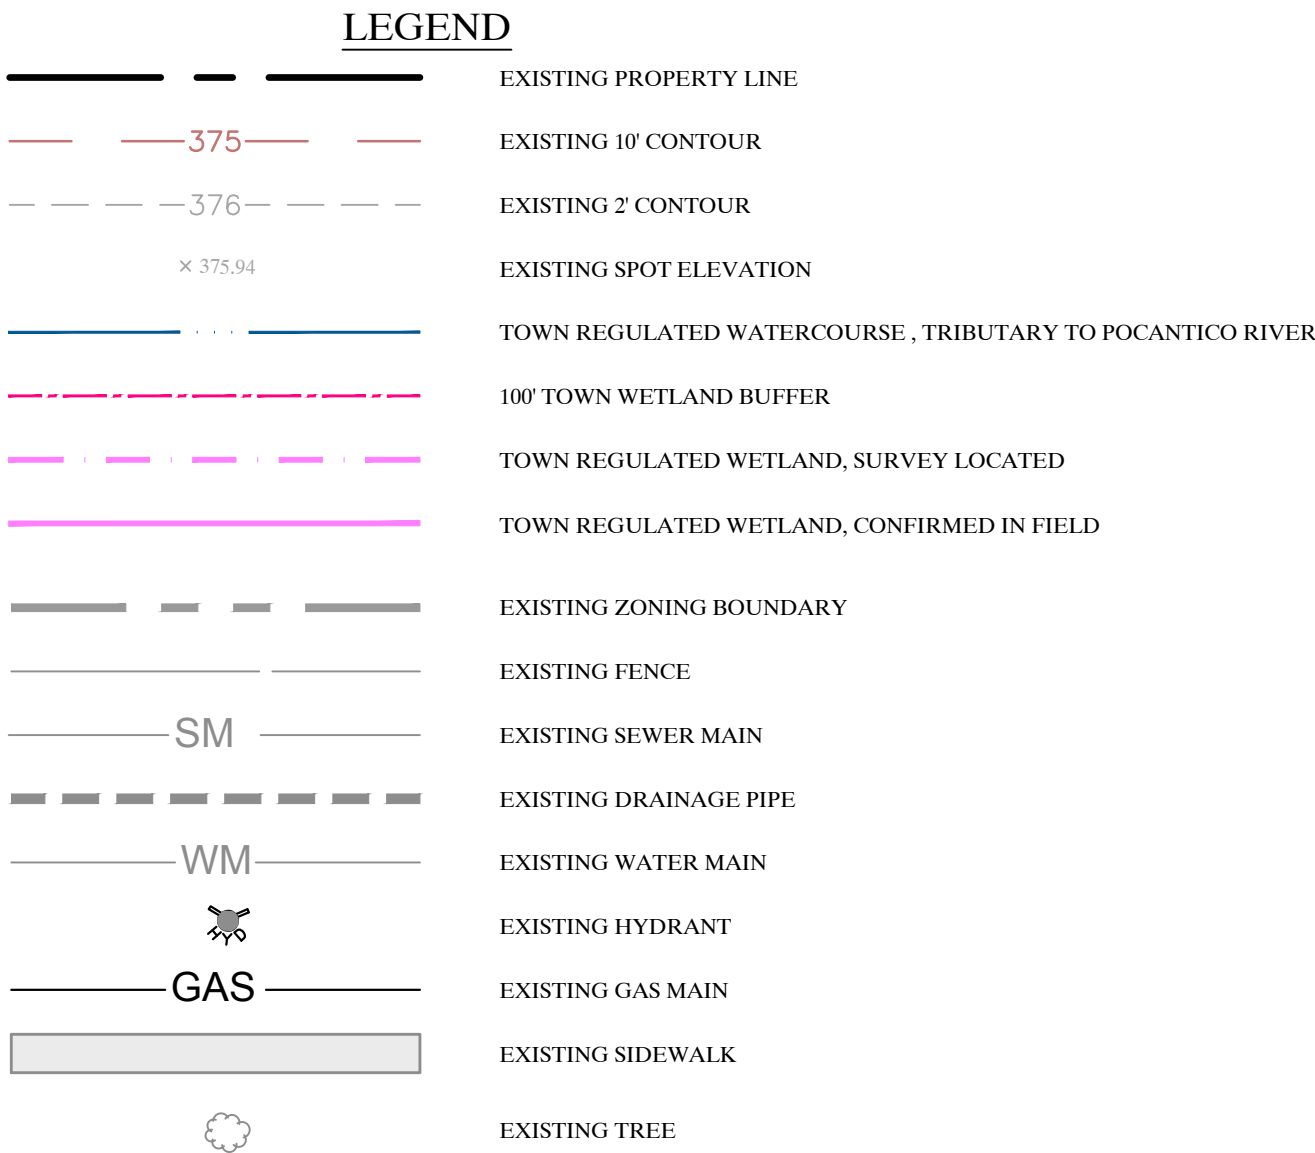 LEGEND
EXISTING PROPERTY LINE
375 EXISTING 10' CONTOUR
376 EXISTING 2' CONTOUR
× 375.94 EXISTING SPOT ELEVATION
TOWN REGULATED WATERCOURSE , TRIBUTARY TO POCANTICO RIVER
100' TOWN WETLAND BUFFER
TOWN REGULATED WETLAND, SURVEY LOCATED
TOWN REGULATED WETLAND, CONFIRMED IN FIELD
EXISTING ZONING BOUNDARY
EXISTING FENCE
SM EXISTING SEWER MAIN
EXISTING DRAINAGE PIPE
WM EXISTING WATER MAIN
HYD EXISTING HYDRANT
GAS EXISTING GAS MAIN
EXISTING SIDEWALK
EXISTING TREE